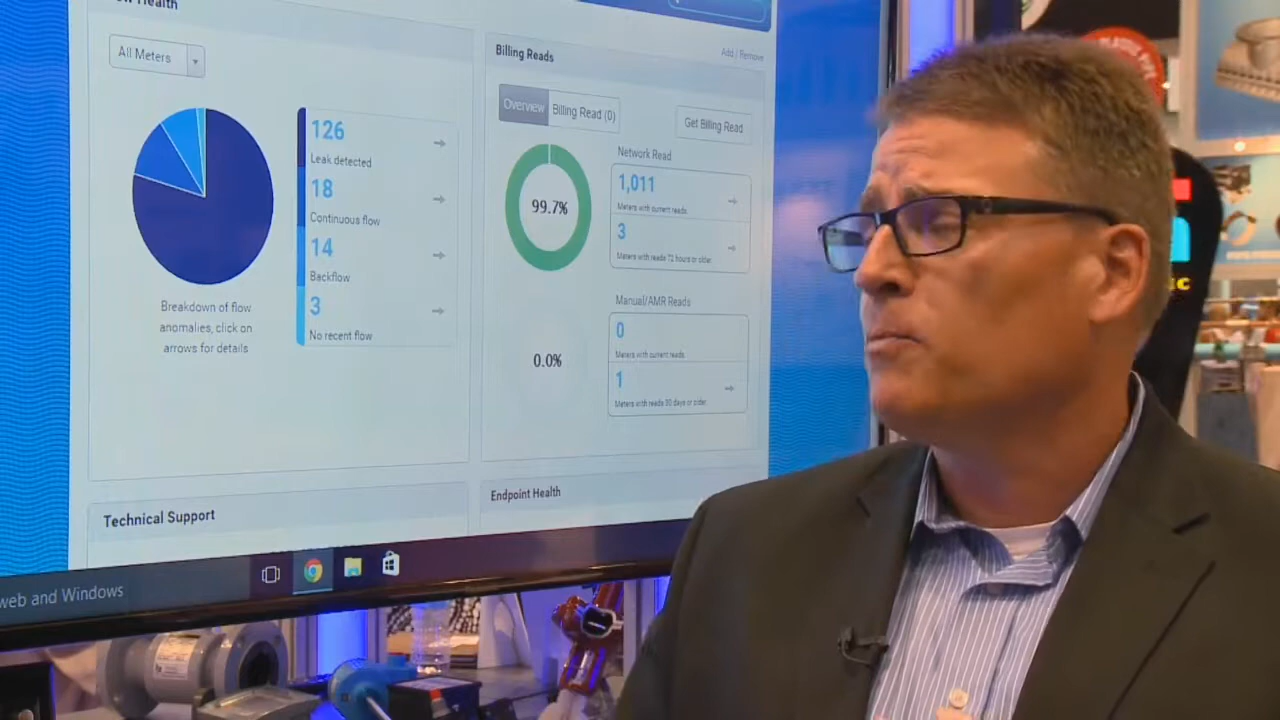 Health
All Meters
126
Leak detected
18
Continuous flow
14
Backflow
3
No recent flow
Breakdown of flow
anomalies, click on
arrows for details
Billing Reads
Add / Remove
Overview
Billing Read (0)
Get Billing Read
99.7%
Network Read
1,011
Meters with current reads.
3
Meters with reads 72 hours or older.
Manual/AMR Reads
0.0%
0
Meters with current reads.
1
Meters with reads 30 days or older.
Technical Support
Endpoint Health
web and Windows
IC